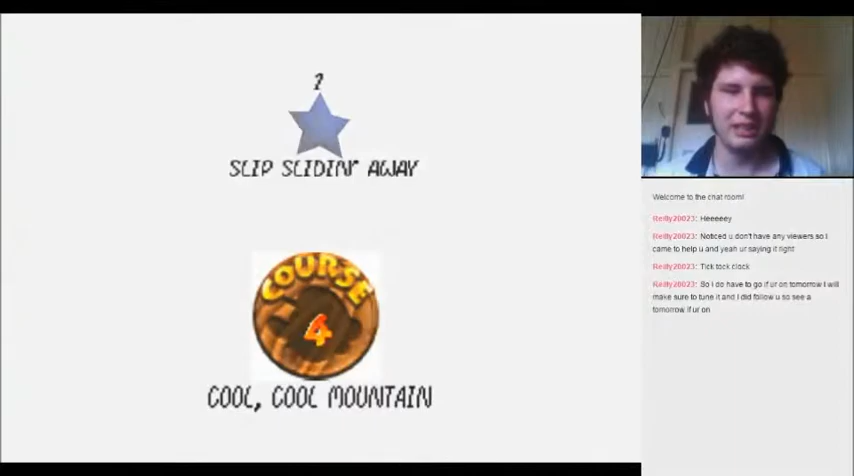 ?
SLIP SLIDIN' AWAY
COURSE
4
COOL, COOL MOUNTAIN
Welcome to the chat room!
Reilly20023: Heeeeey
Reilly20023: Noticed u don't have any viewers so I
came to help u and yeah ur saying it right
Reilly20023: Tick tock clock
Reilly20023: So I do have to go if ur on tomorrow I will
make sure to tune it and I did follow u so see a
tomorrow if ur on